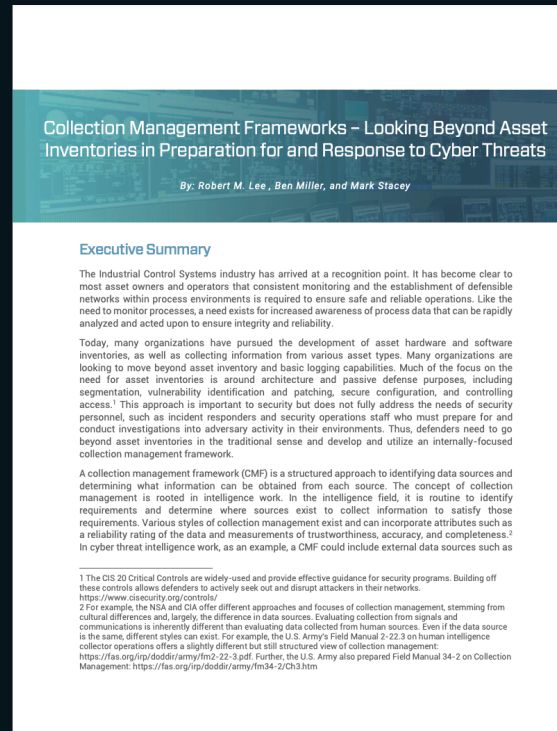 Collection Management Frameworks – Looking Beyond Asset
Inventories in Preparation for and Response to Cyber Threats
By: Robert M. Lee , Ben Miller, and Mark Stacey
Executive Summary
The Industrial Control Systems industry has arrived at a recognition point. It has become clear to
most asset owners and operators that consistent monitoring and the establishment of defensible
networks within process environments is required to ensure safe and reliable operations. Like the
need to monitor processes, a need exists for increased awareness of process data that can be rapidly
analyzed and acted upon to ensure integrity and reliability.
Today, many organizations have pursued the development of asset hardware and software
inventories, as well as collecting information from various asset types. Many organizations are
looking to move beyond asset inventory and basic logging capabilities. Much of the focus on the
need for asset inventories is around architecture and passive defense purposes, including
segmentation, vulnerability identification and patching, secure configuration, and controlling
access.1 This approach is important to security but does not fully address the needs of security
personnel, such as incident responders and security operations staff who must prepare for and
conduct investigations into adversary activity in their environments. Thus, defenders need to go
beyond asset inventories in the traditional sense and develop and utilize an internally-focused
collection management framework.
A collection management framework (CMF) is a structured approach to identifying data sources and
determining what information can be obtained from each source. The concept of collection
management is rooted in intelligence work. In the intelligence field, it is routine to identify
requirements and determine where sources exist to collect information to satisfy those
requirements. Various styles of collection management exist and can incorporate attributes such as
a reliability rating of the data and measurements of trustworthiness, accuracy, and completeness.2
In cyber threat intelligence work, as an example, a CMF could include external data sources such as
1 The CIS 20 Critical Controls are widely-used and provide effective guidance for security programs. Building off
these controls allows defenders to actively seek out and disrupt attackers in their networks.
https://www.cisecurity.org/controls/
2 For example, the NSA and CIA offer different approaches and focuses of collection management, stemming from
cultural differences and, largely, the difference in data sources. Evaluating collection from signals and
communications is inherently different than evaluating data collected from human sources. Even if the data source
is the same, different styles can exist. For example, the U.S. Army's Field Manual 2-22.3 on human intelligence
collector operations offers a slightly different but still structured view of collection management:
https://fas.org/irp/doddir/army/fm2-22-3.pdf. Further, the U.S. Army also prepared Field Manual 34-2 on Collection
Management: https://fas.org/irp/doddir/army/fm34-2/Ch3.htm